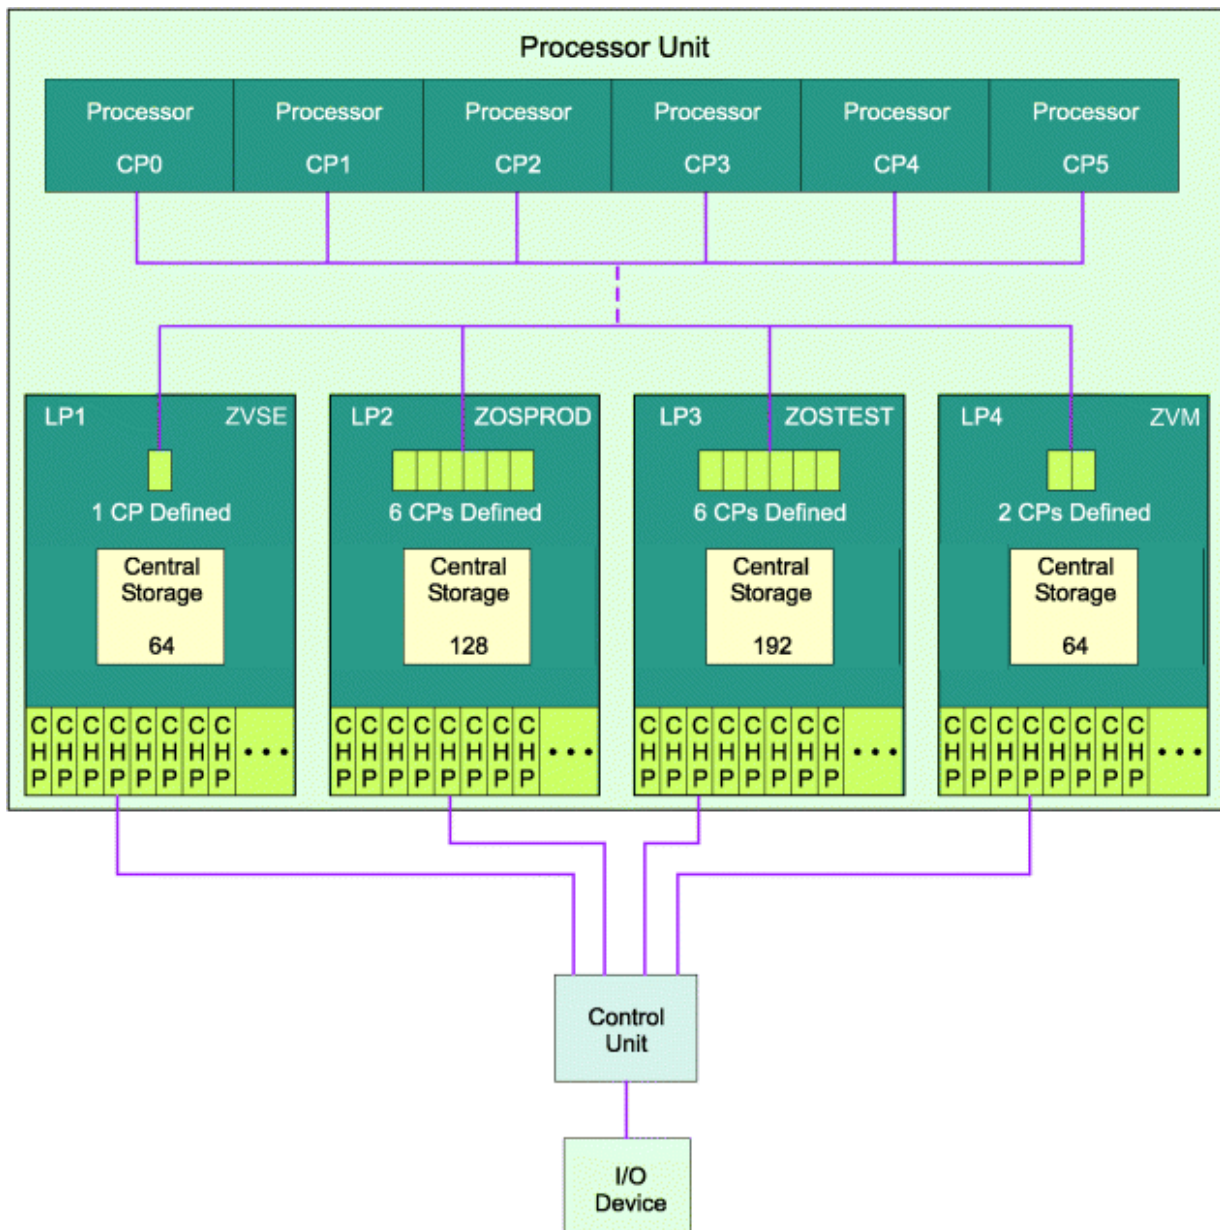 Processor Unit
Processor Processor Processor Processor Processor Processor
CP0 CP1 CP2 CP3 CP4 CP5
LP1 ZVSE LP2 ZOSPROD LP3 ZOSTEST LP4 ZVM
1 CP Defined 6 CPs Defined 6 CPs Defined 2 CPs Defined
Central Central Central Central
Storage Storage Storage Storage
64 128 192 64
CHP CHP CHP CHP CHP CHP CHP CHP ••• CHP CHP CHP CHP CHP CHP CHP CHP ••• CHP CHP CHP CHP CHP CHP CHP CHP ••• CHP CHP CHP CHP CHP CHP CHP CHP •••
Control
Unit
I/O
Device